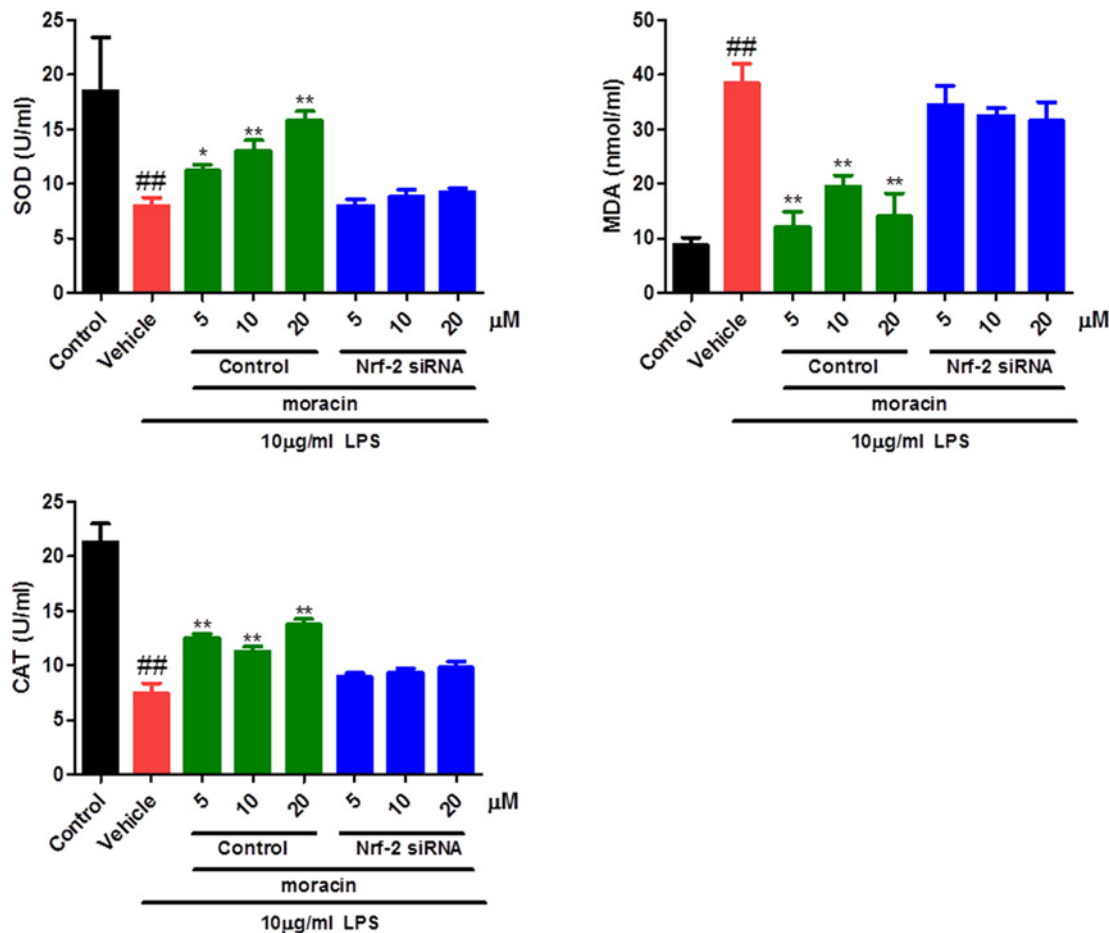 25
20
15
10
5
0
SOD (U/ml)
##
*
**
**
Control
Vehicle
5
10
20
5
10
20
μM
Control
Nrf-2 siRNA
moracin
10μg/ml LPS
50
40
30
20
10
0
MDA (nmol/ml)
##
**
**
**
Control
Vehicle
5
10
20
5
10
20
μM
Control
Nrf-2 siRNA
moracin
10μg/ml LPS
25
20
15
10
5
0
CAT (U/ml)
##
**
**
**
Control
Vehicle
5
10
20
5
10
20
μM
Control
Nrf-2 siRNA
moracin
10μg/ml LPS